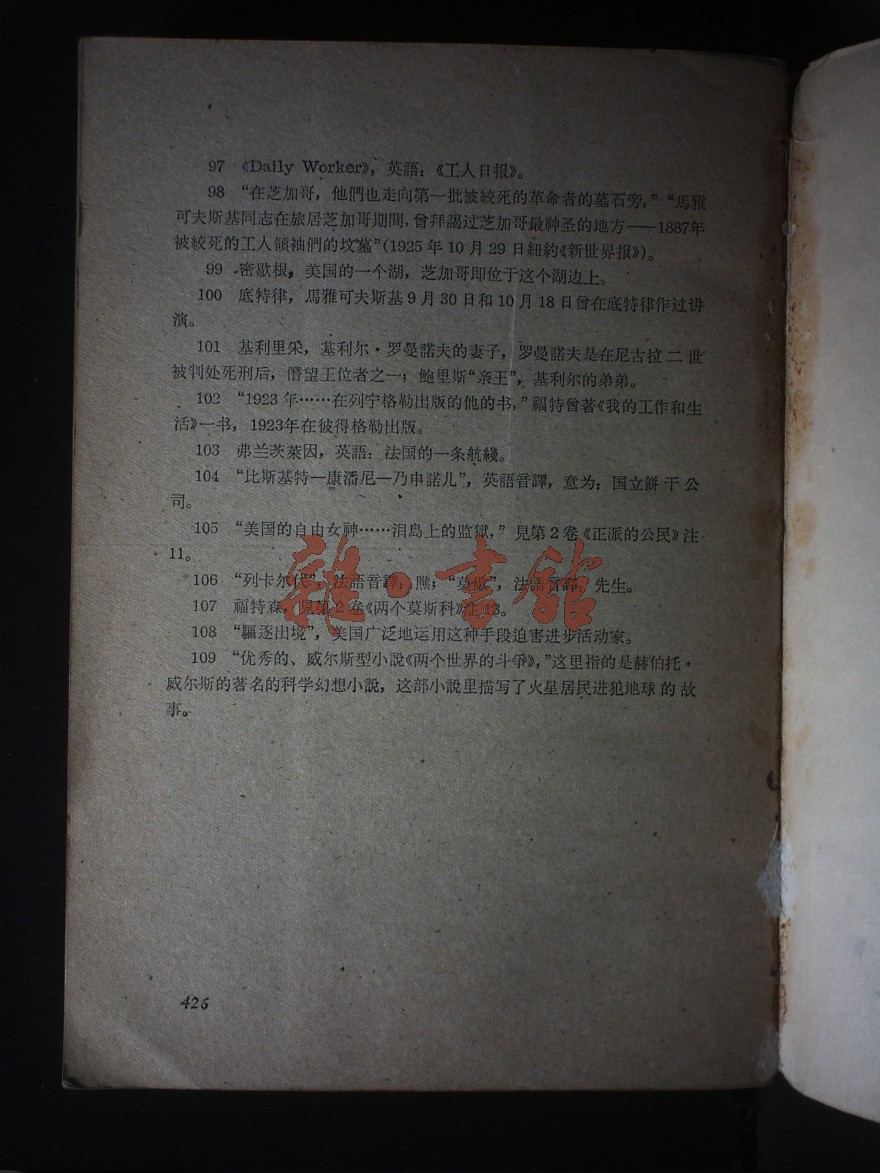 97 《Daily Worker》，英語：《工人日报》。
98 “在芝加哥，他們也走向第一批被絞死的革命者的墓石旁，”“馬雅
可夫斯基同志在旅居芝加哥期間，曾拜謁过芝加哥最神圣的地方——1887年
被絞死的工人領袖們的坟墓”(1925年10月29日紐約《新世界报》)。
99 密歇根，美国的一个湖，芝加哥即位于这个湖边上。
100 底特律，馬雅可夫斯基9月30日和10月18日曾在底特律作过讲
演。
101 基利里采，基利尔·罗曼諾夫的妻子，罗曼諾夫是在尼古拉二世
被判处死刑后，僭望王位者之一；鮑里斯“亲王”，基利尔的弟弟。
102 “1923年……在列宁格勒出版的他的书，”福特曾著《我的工作和生
活》一书，1923年在彼得格勒出版。
103 弗兰茨萊因，英語：法国的一条航綫。
104 “比斯基特—康潘尼—乃申諾儿”，英語音譯，意为：国立餅干公
司。
105 “美国的自由女神……泪島上的监獄，”見第2卷《正派的公民》注
11。
106 “列卡尔代”，法語音譯：，法語音譯：先生。
107 福特森，見第2卷《两个莫斯科》注13。
108 “驅逐出境”，美国广泛地运用这种手段迫害进步活动家。
109 “优秀的、威尔斯型小說《两个世界的斗爭》，”这里指的是赫伯托·
威尔斯的著名的科学幻想小說，这部小說里描写了火星居民进犯地球的故
事。
426
雜·書館